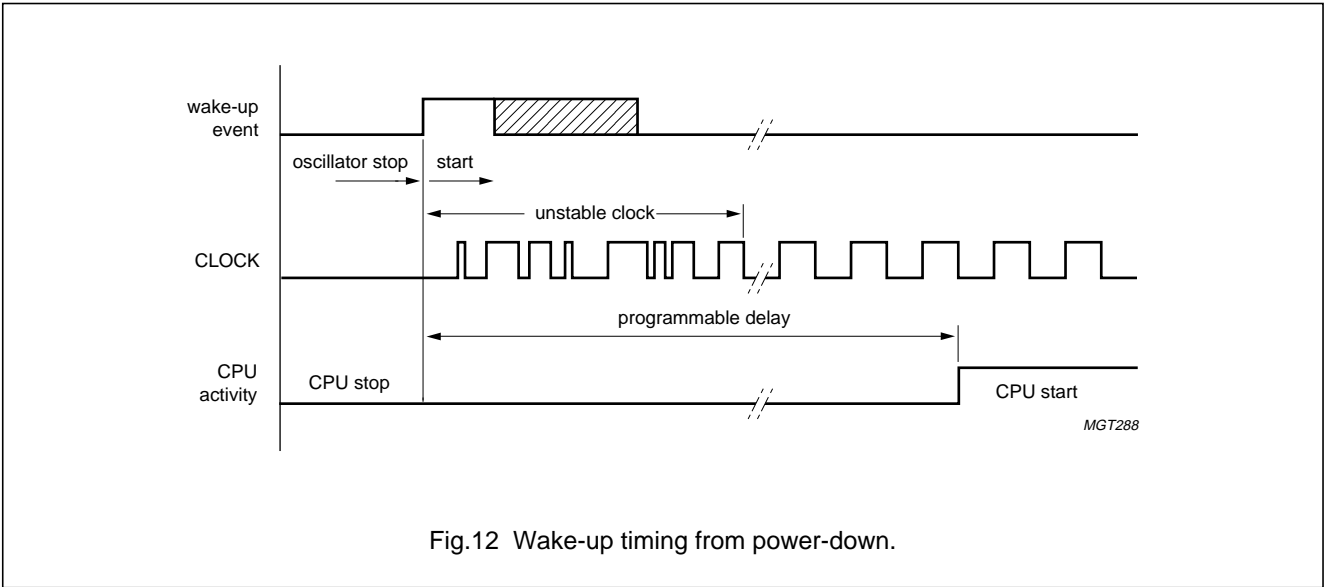 wake-up
event
oscillator stop
start
unstable clock
CLOCK
programmable delay
CPU
activity
CPU stop
CPU start
MGT288
Fig.12 Wake-up timing from power-down.